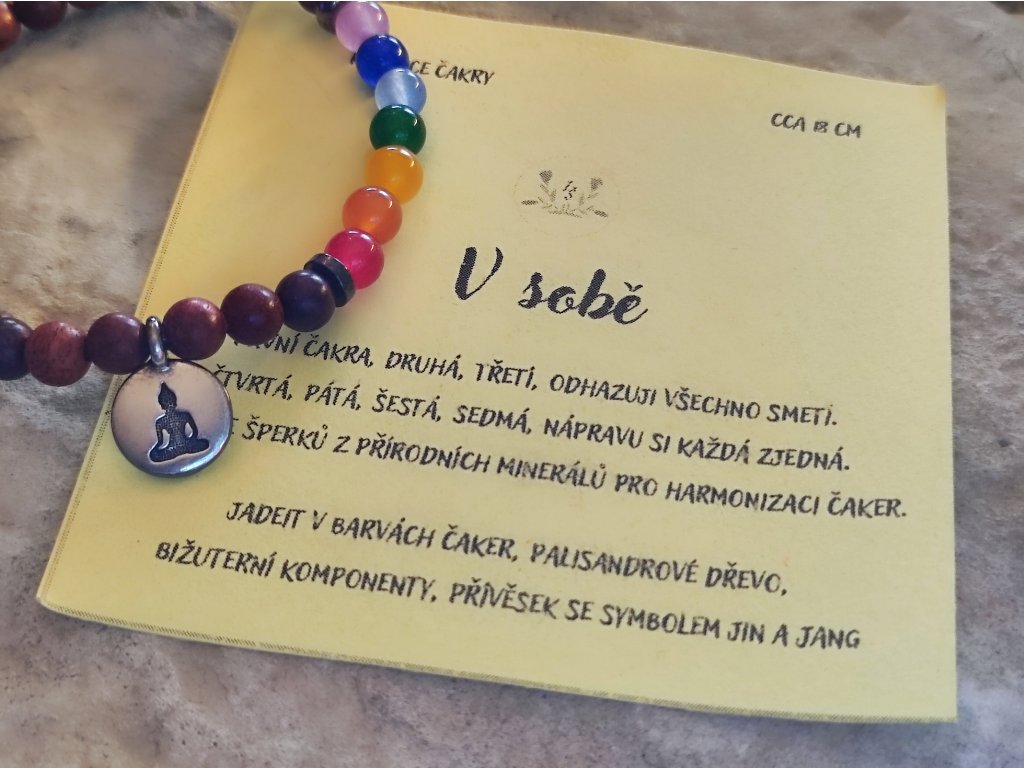 ČAKRY
CCA 18 CM
V sobě
ČAKRA, DRUHÁ, TŘETÍ, ODHAZUJI VŠECHNO SMETÍ.
ČTVRTÁ, PÁTÁ, ŠESTÁ, SEDMÁ, NÁPRAVU SI KAŽDÁ ZJEDNÁ.
ŠPERKŮ Z PŘÍRODNÍCH MINERÁLŮ PRO HARMONIZACI ČAKER.
JADEIT V BARVÁCH ČAKER, PALISANDROVÉ DŘEVO,
BIŽUTERNÍ KOMPONENTY, PŘÍVĚSEK SE SYMBOLEM JIN A JANG